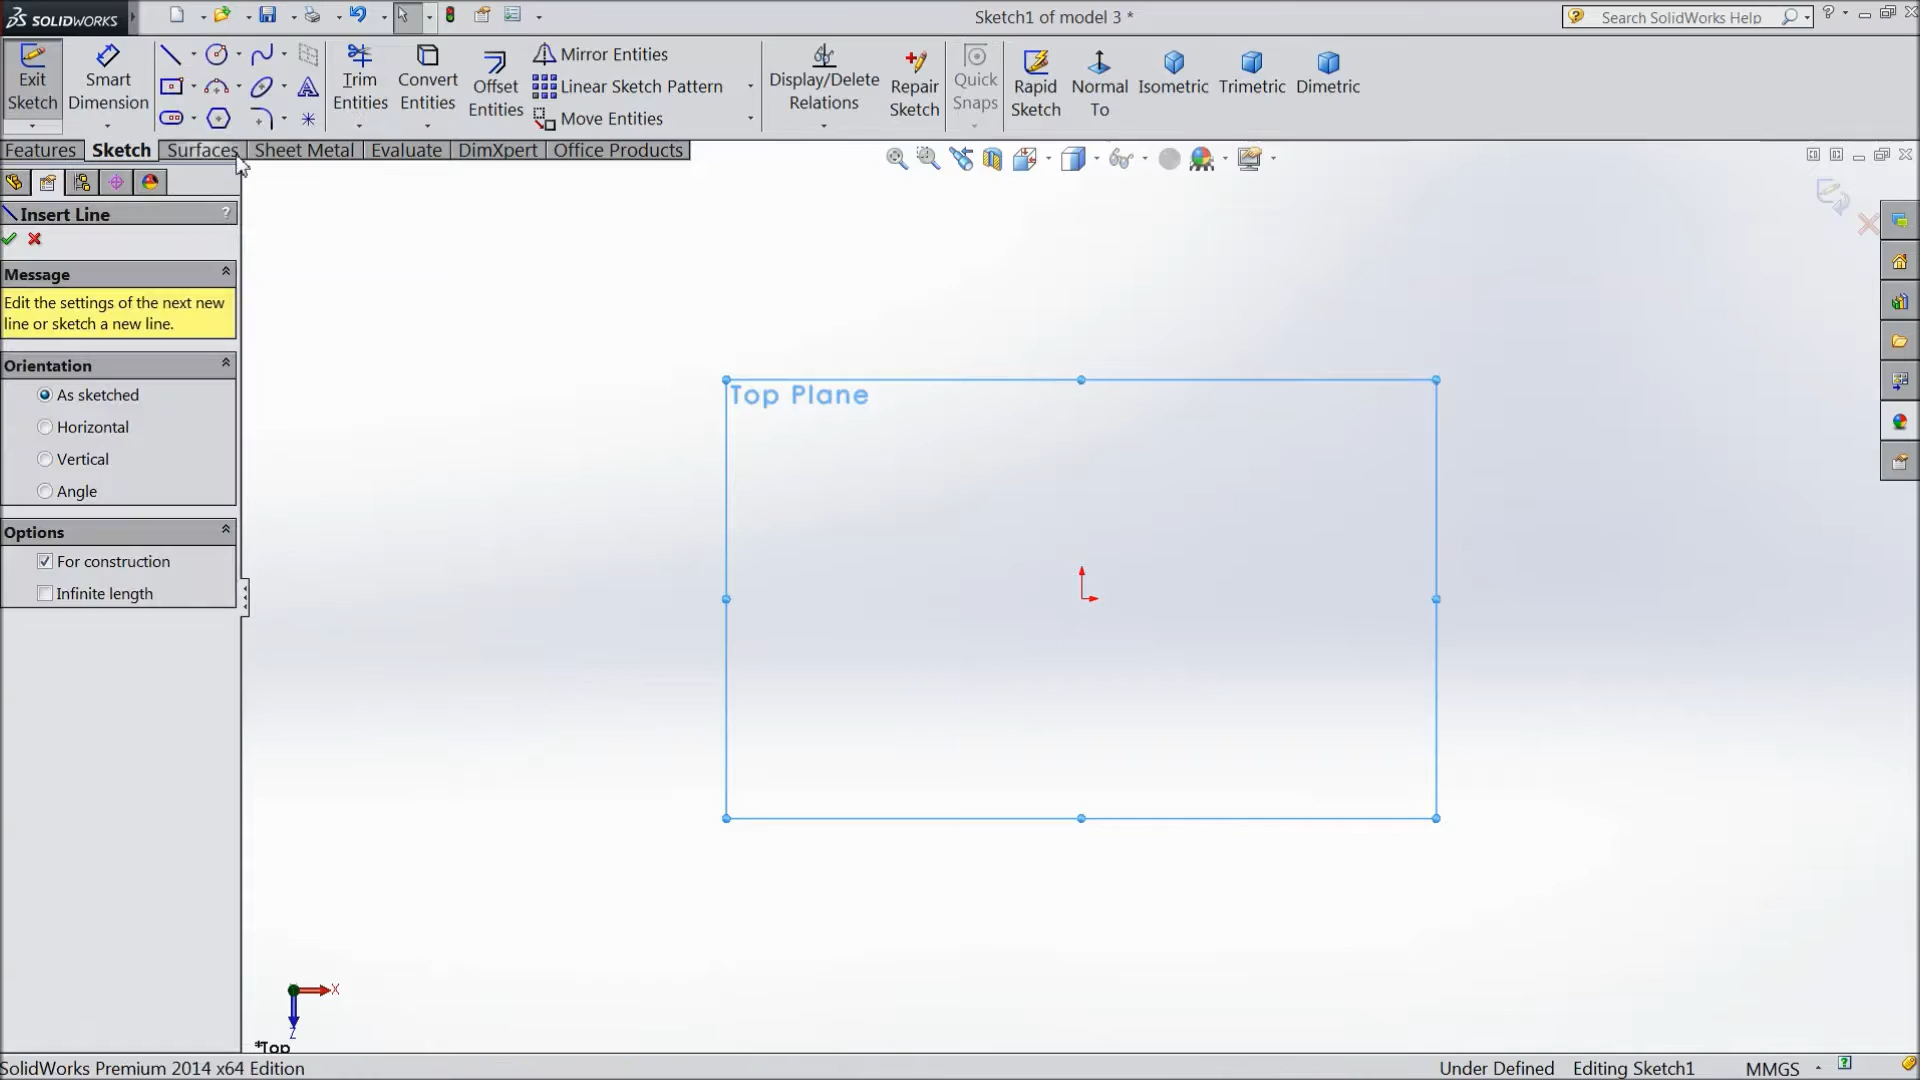 SOLIDWORKS
Sketch1 of model 3 *
Search SolidWorks Help
Exit Sketch
Smart Dimension
Trim Entities
Convert Entities
Offset Entities
Mirror Entities
Linear Sketch Pattern
Move Entities
Display/Delete Relations
Repair Sketch
Quick Snaps
Rapid Sketch
Normal To
Isometric
Trimetric
Dimetric
Features Sketch Surfaces Sheet Metal Evaluate DimXpert Office Products
Insert Line ?
Message
Edit the settings of the next new
line or sketch a new line.
Orientation
As sketched
Horizontal
Vertical
Angle
Options
For construction
Infinite length
Top Plane
X
Z
*Top
SolidWorks Premium 2014 x64 Edition
Under Defined Editing Sketch1 MMGS